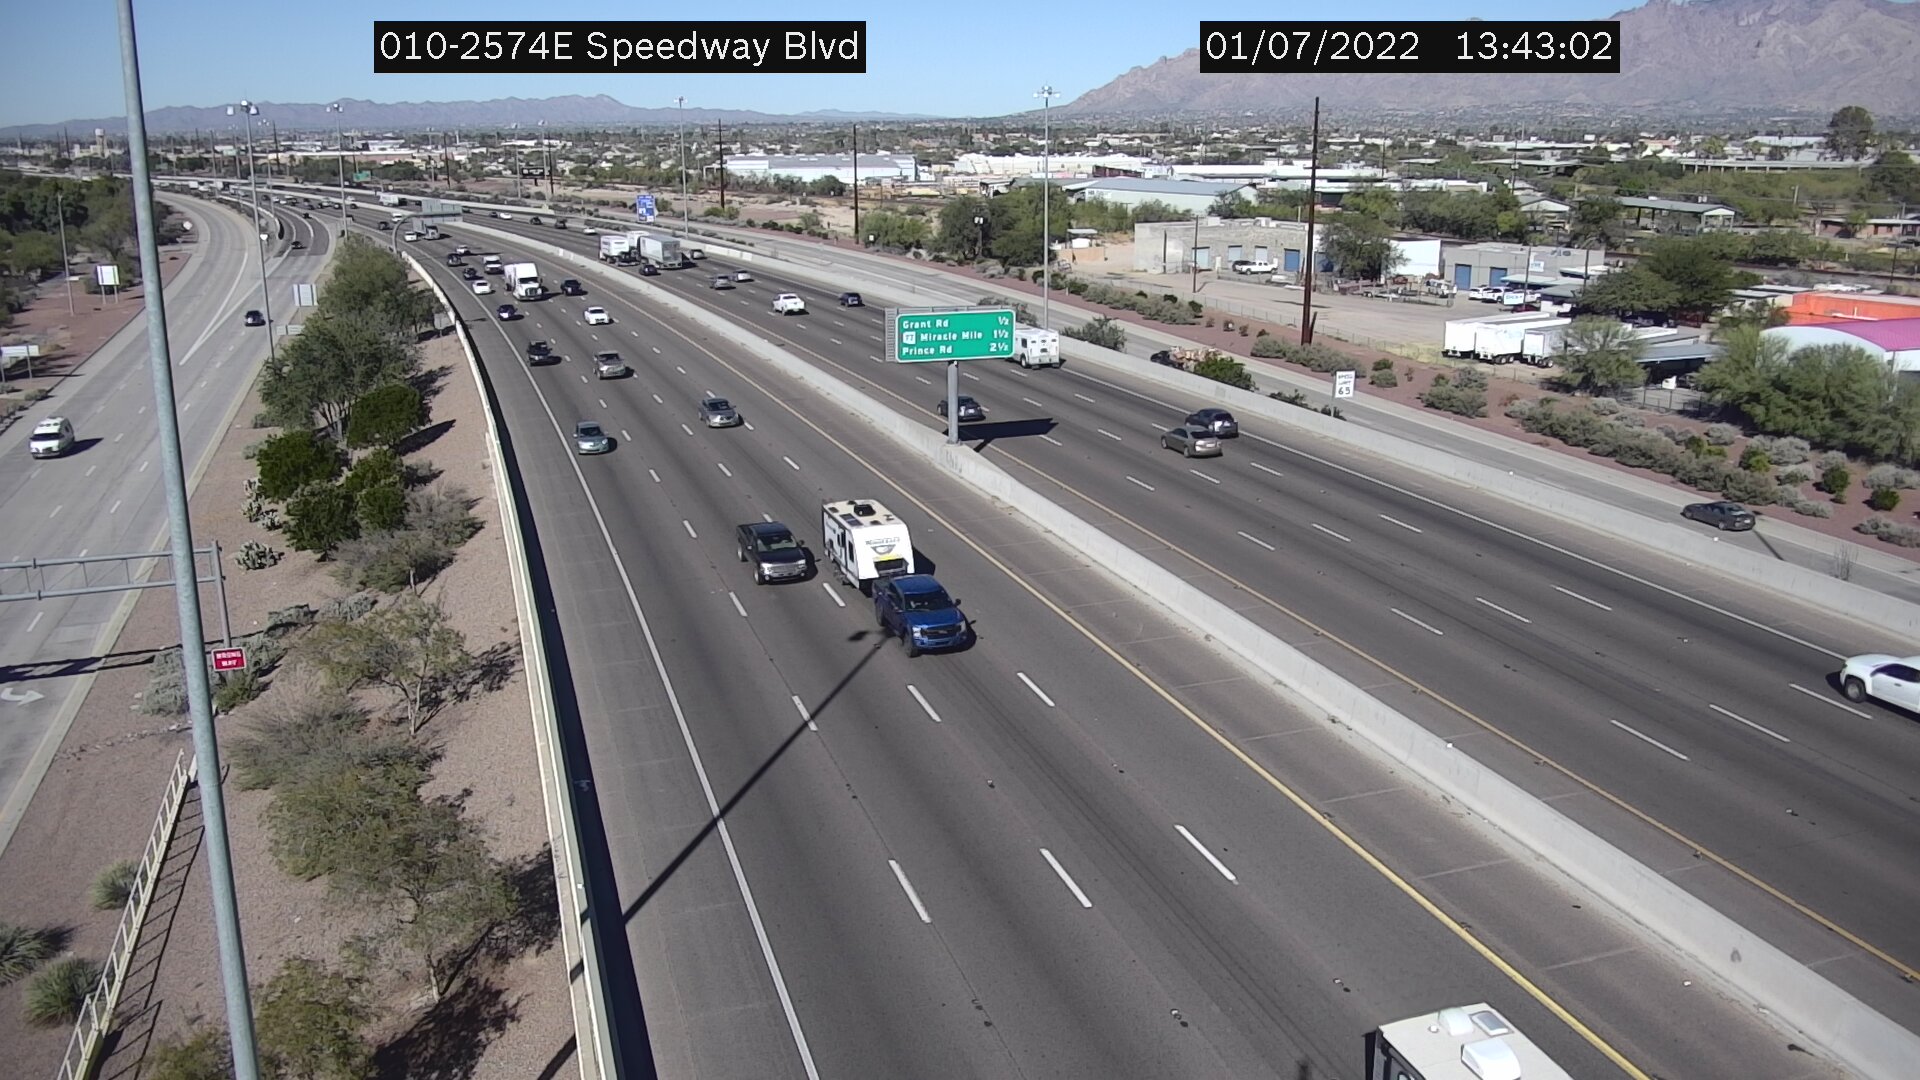 010-2574E Speedway Blvd
01/07/2022 13:43:02
Grant Rd ½
77 Miracle Mile 1½
Prince Rd 2½
SPEED
LIMIT
65
WRONG
WAY